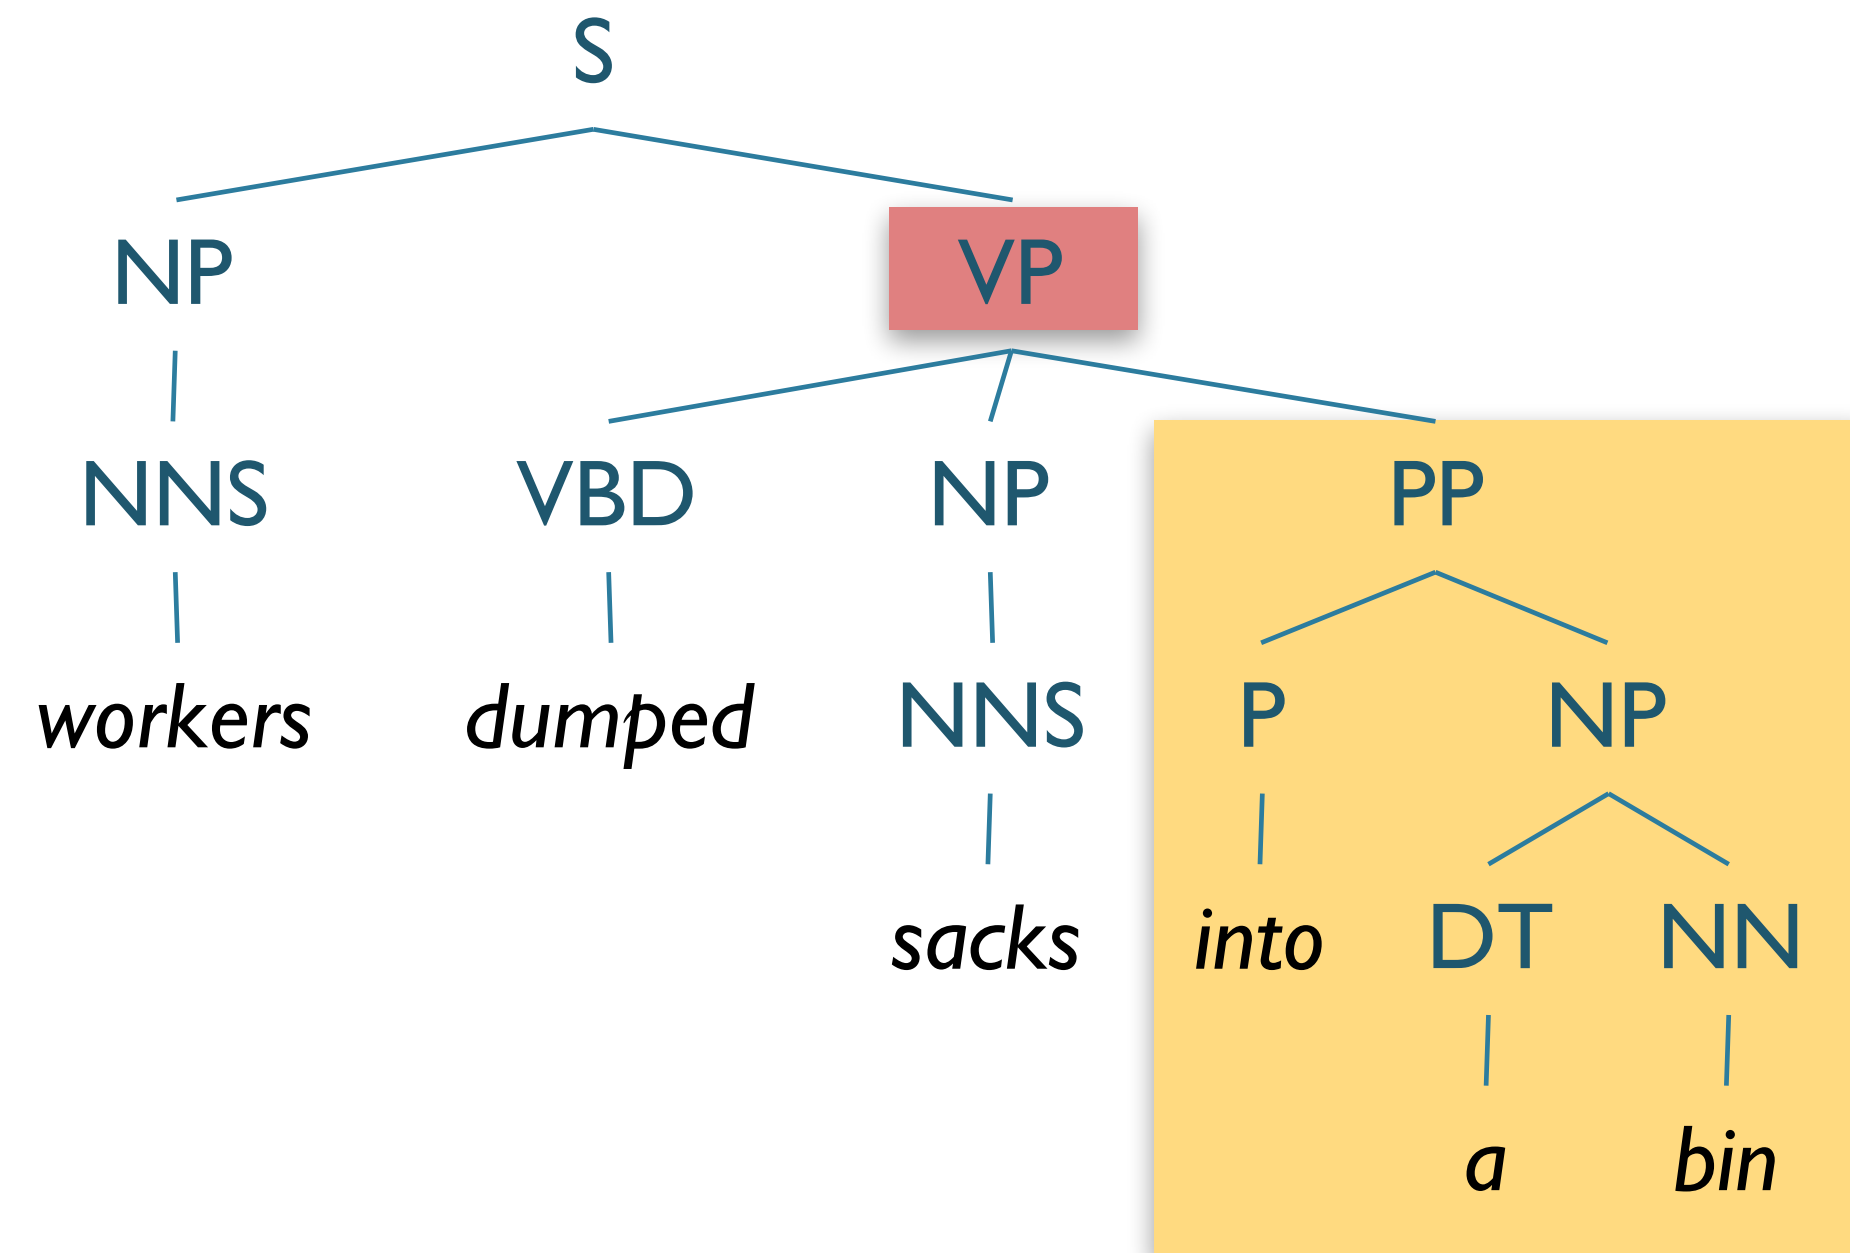 S
NP VP
NNS VBD NP PP
workers dumped NNS P NP
sacks into DT NN
a bin